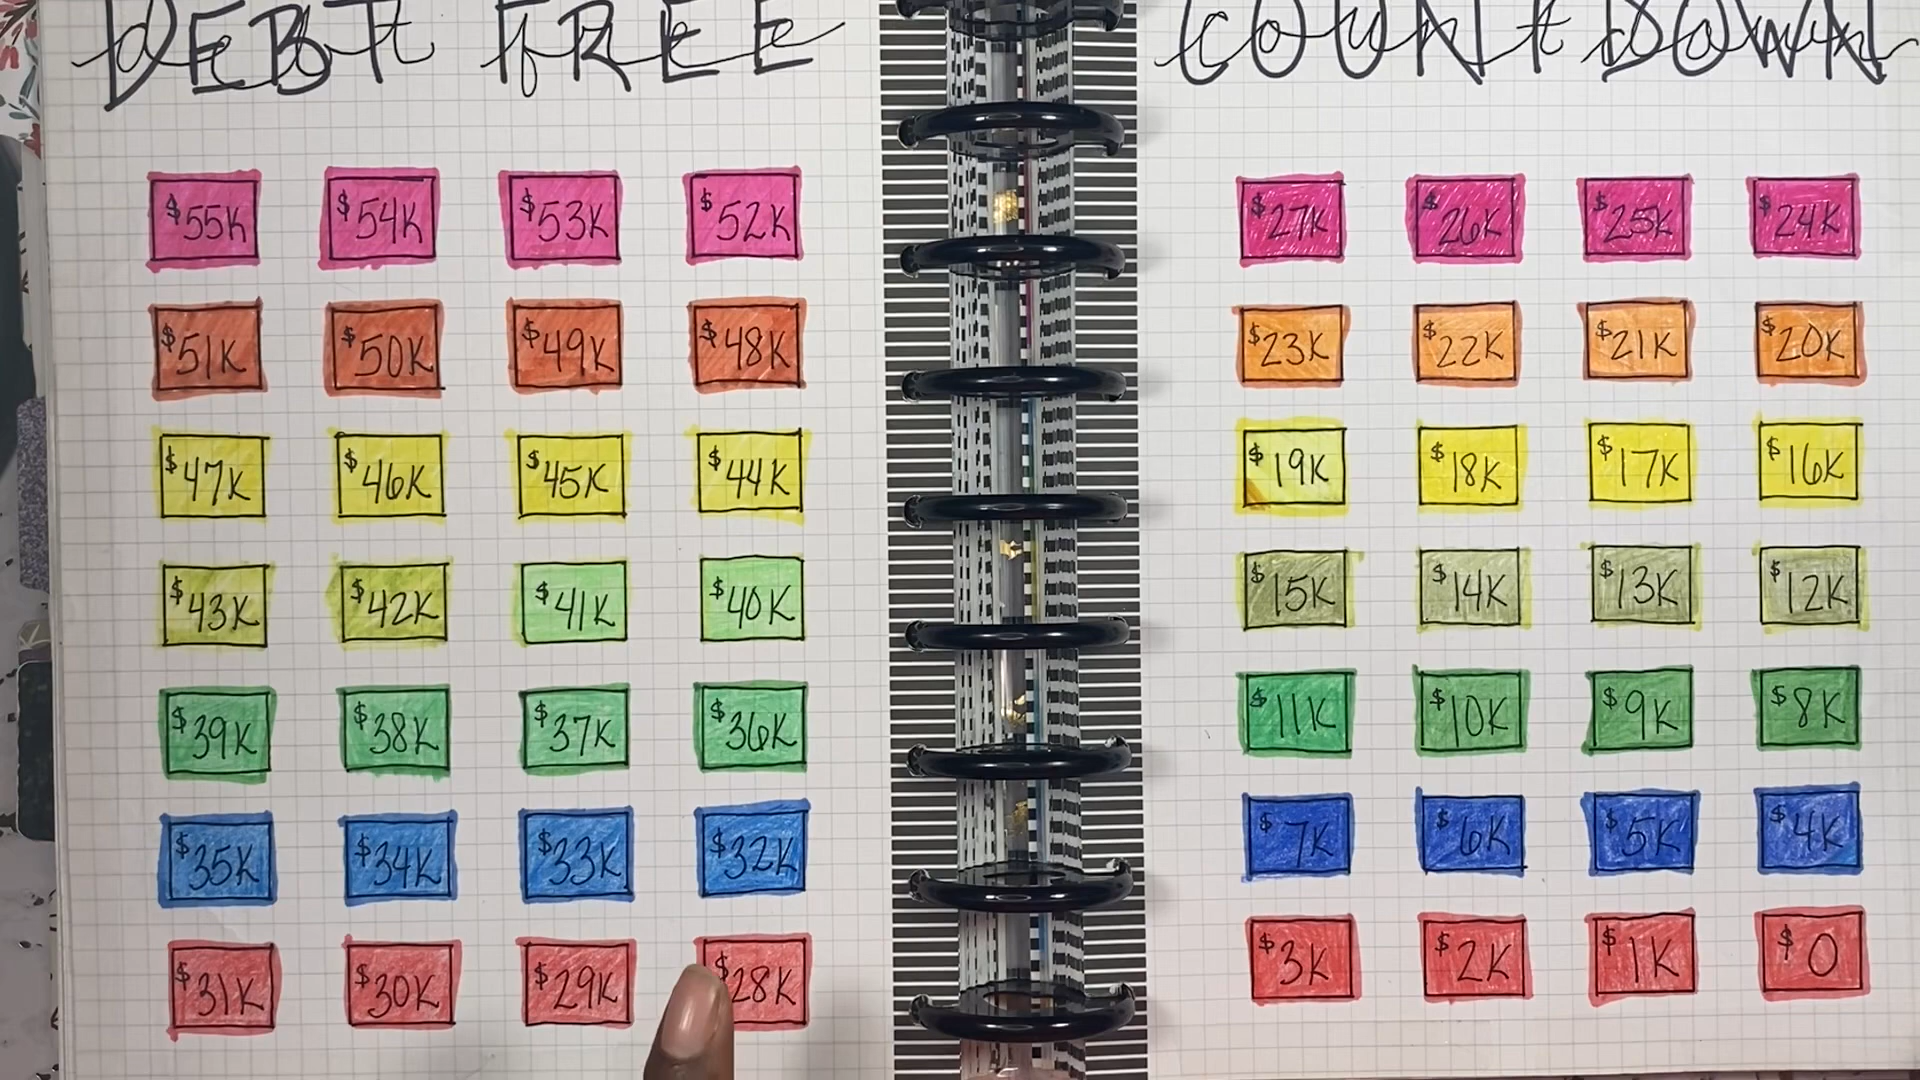 DEBT FREE COUNTDOWN
$55K $54K $53K $52K
$51K $50K $49K $48K
$47K $46K $45K $44K
$43K $42K $41K $40K
$39K $38K $37K $36K
$35K $34K $33K $32K
$31K $30K $29K $28K
$27K $26K $25K $24K
$23K $22K $21K $20K
$19K $18K $17K $16K
$15K $14K $13K $12K
$11K $10K $9K $8K
$7K $6K $5K $4K
$3K $2K $1K $0